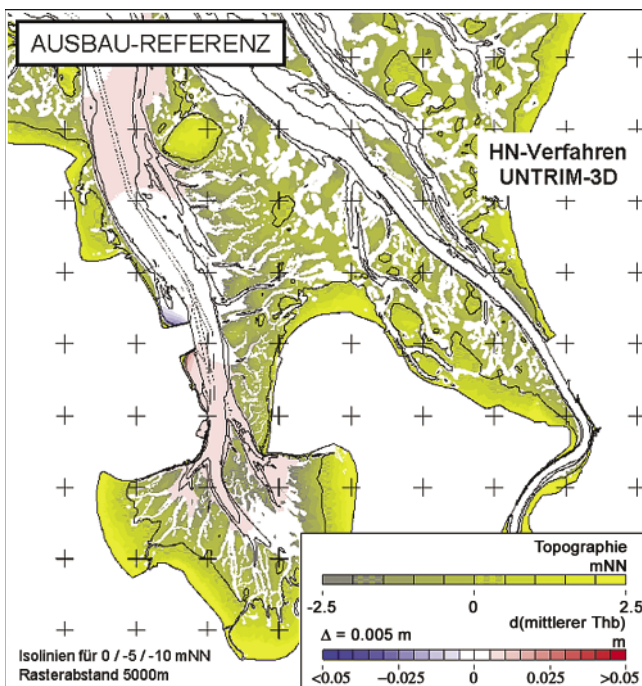 AUSBAU-REFERENZ
HN-Verfahren
UNTRIM-3D
Topographie
mNN
-2.5 0 2.5
d(mittlerer Thb)
Δ = 0.005 m m
<0.05 −0.025 0 0.025 >0.05
Isolinien für 0 / -5 / -10 mNN
Rasterabstand 5000m